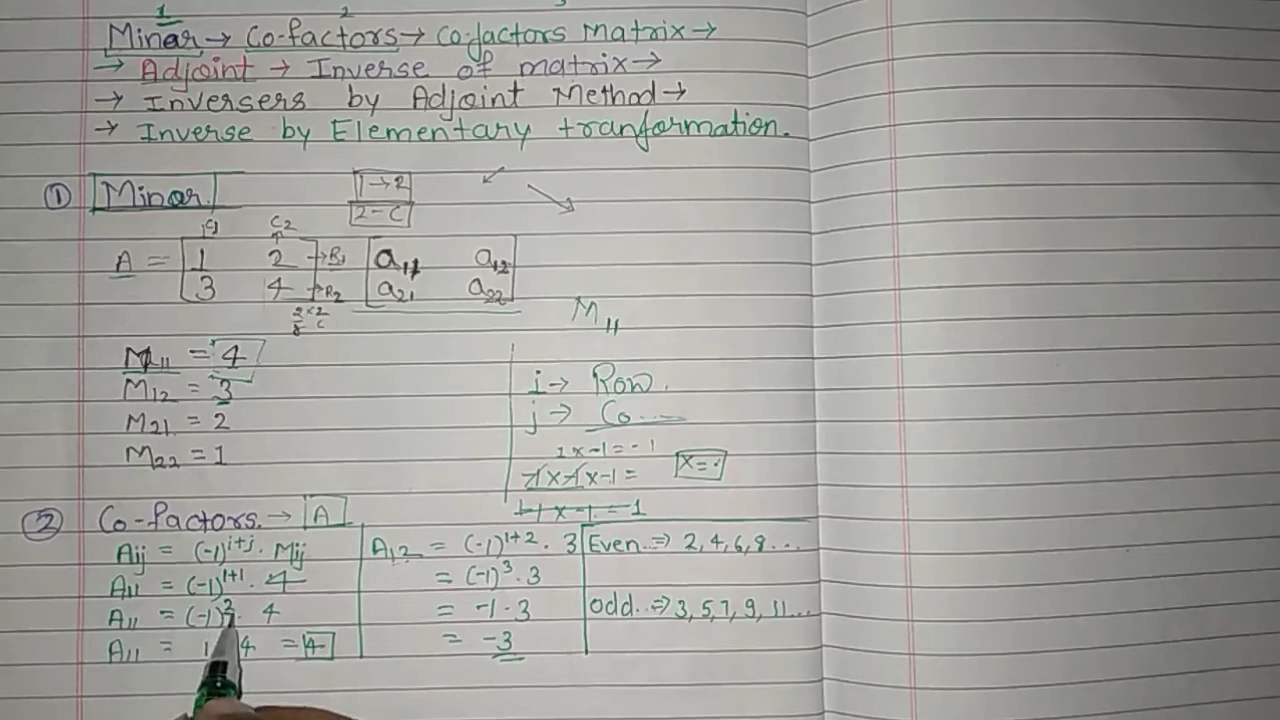 1 2 3
Minor → Co-factors → Co-factors Matrix →
→ Adjoint → Inverse of matrix →
→ Inversers by Adjoint Method →
→ Inverse by Elementary tranformation.
① Minor 1 → R
2 - C
C1 C2
A = [1 2] → R1 [a11 a12]
[3 4] → R2 [a21 a22]
2×2
M11
M11 = 4
M12 = 3
M21 = 2
M22 = 1
i → Row.
j → Co
1 x -1 = -1
-1 x -1 x -1 =
x = ·
+1 x -1 = -1
② Co-factors → A
Aij = (-1)^i+j . Mij
A11 = (-1)^1+1 . 4
A11 = (-1)^2 . 4
A11 = 1 4 = 4
A12 = (-1)^1+2 . 3
= (-1)^3 . 3
= -1 . 3
= -3
Even ⇒ 2, 4, 6, 8 ...
Odd ⇒ 3, 5, 7, 9, 11 ...